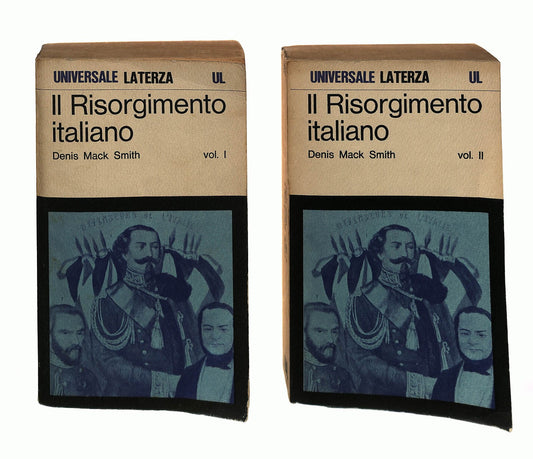 UNIVERSALE LATERZA UL
Il Risorgimento
italiano
Denis Mack Smith vol. I
UNIVERSALE LATERZA UL
Il Risorgimento
italiano
Denis Mack Smith vol. II